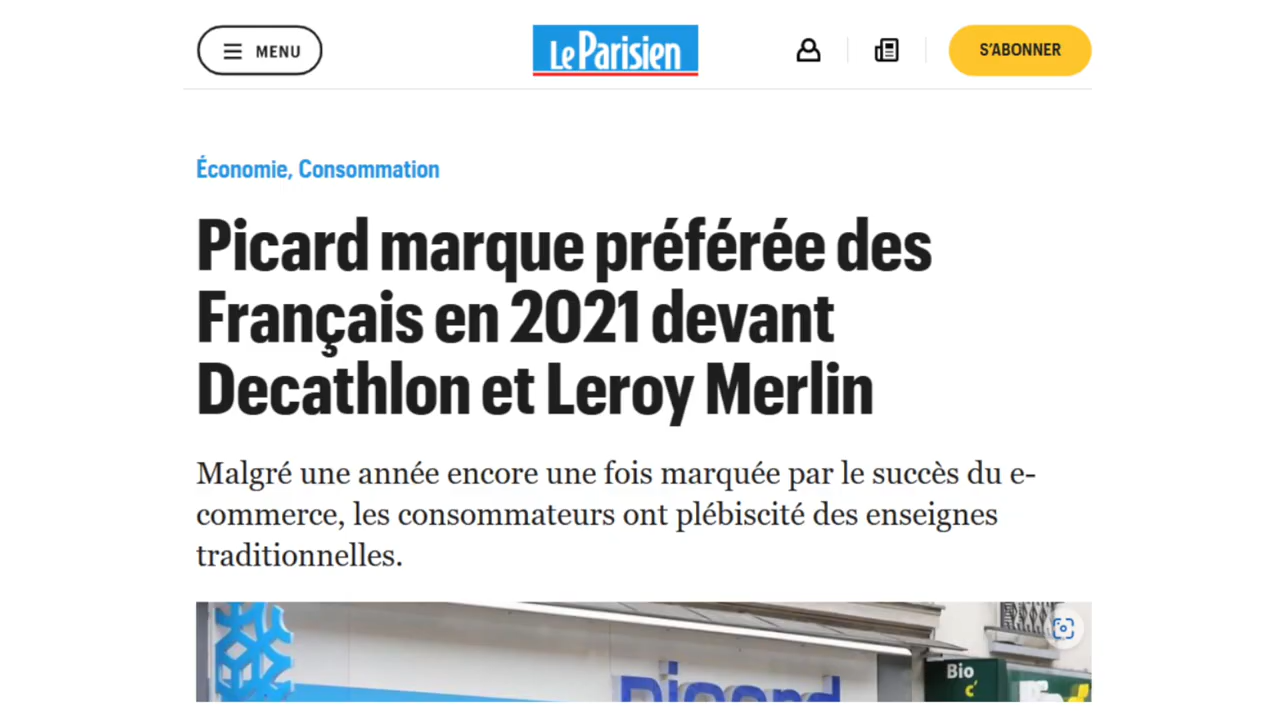 MENU
Le Parisien
S'ABONNER
Économie, Consommation
Picard marque préférée des
Français en 2021 devant
Decathlon et Leroy Merlin
Malgré une année encore une fois marquée par le succès du e-
commerce, les consommateurs ont plébiscité des enseignes
traditionnelles.
picard
Bio
c'